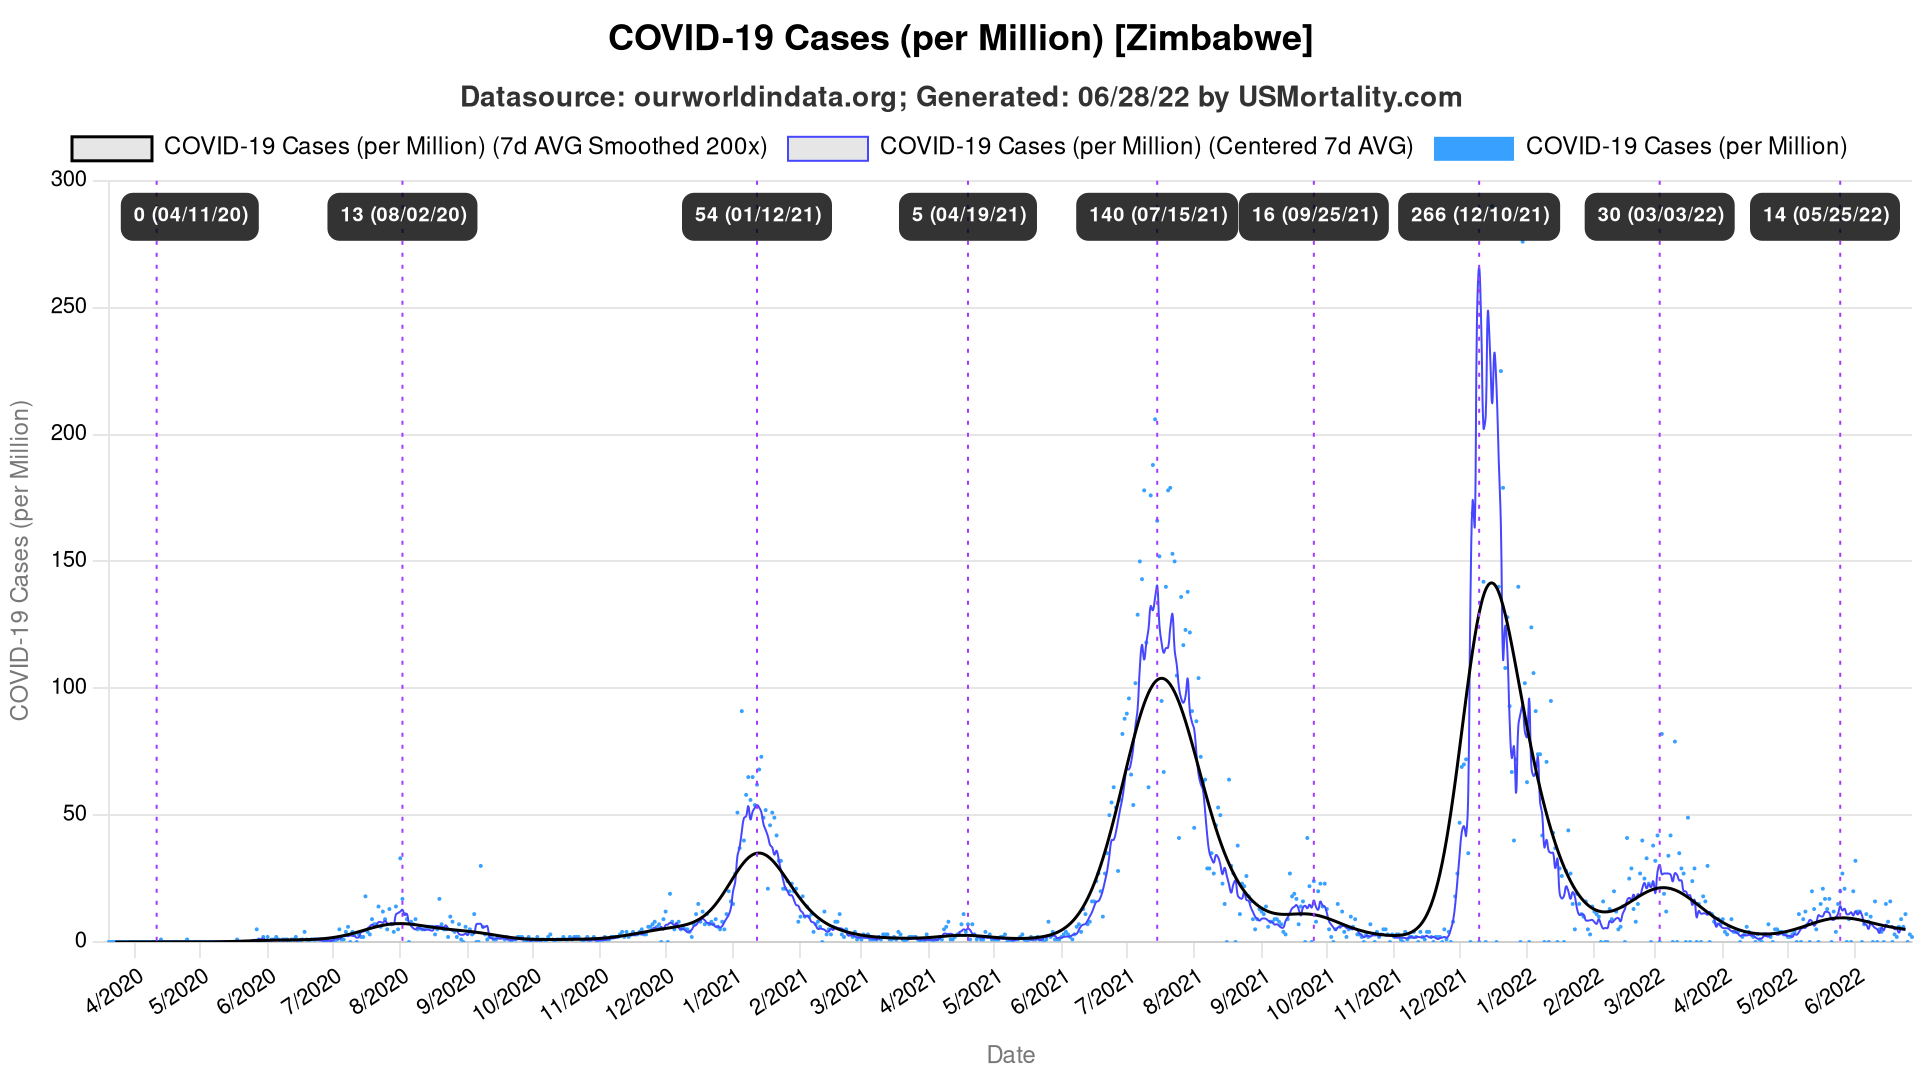 COVID-19 Cases (per Million) [Zimbabwe]
Datasource: ourworldindata.org; Generated: 06/28/22 by USMortality.com
COVID-19 Cases (per Million) (7d AVG Smoothed 200x) COVID-19 Cases (per Million) (Centered 7d AVG) COVID-19 Cases (per Million)
0 (04/11/20) 13 (08/02/20) 54 (01/12/21) 5 (04/19/21) 140 (07/15/21) 16 (09/25/21) 266 (12/10/21) 30 (03/03/22) 14 (05/25/22)
COVID-19 Cases (per Million)
300
250
200
150
100
50
0
4/2020 5/2020 6/2020 7/2020 8/2020 9/2020 10/2020 11/2020 12/2020 1/2021 2/2021 3/2021 4/2021 5/2021 6/2021 7/2021 8/2021 9/2021 10/2021 11/2021 12/2021 1/2022 2/2022 3/2022 4/2022 5/2022 6/2022
Date